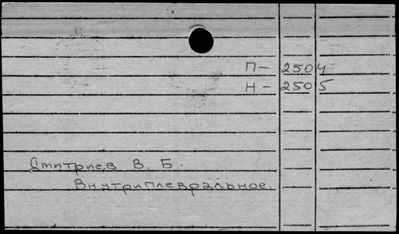 П - 2504
Н - 2505
Дмитриев В. Б.
Внутриплевральное.